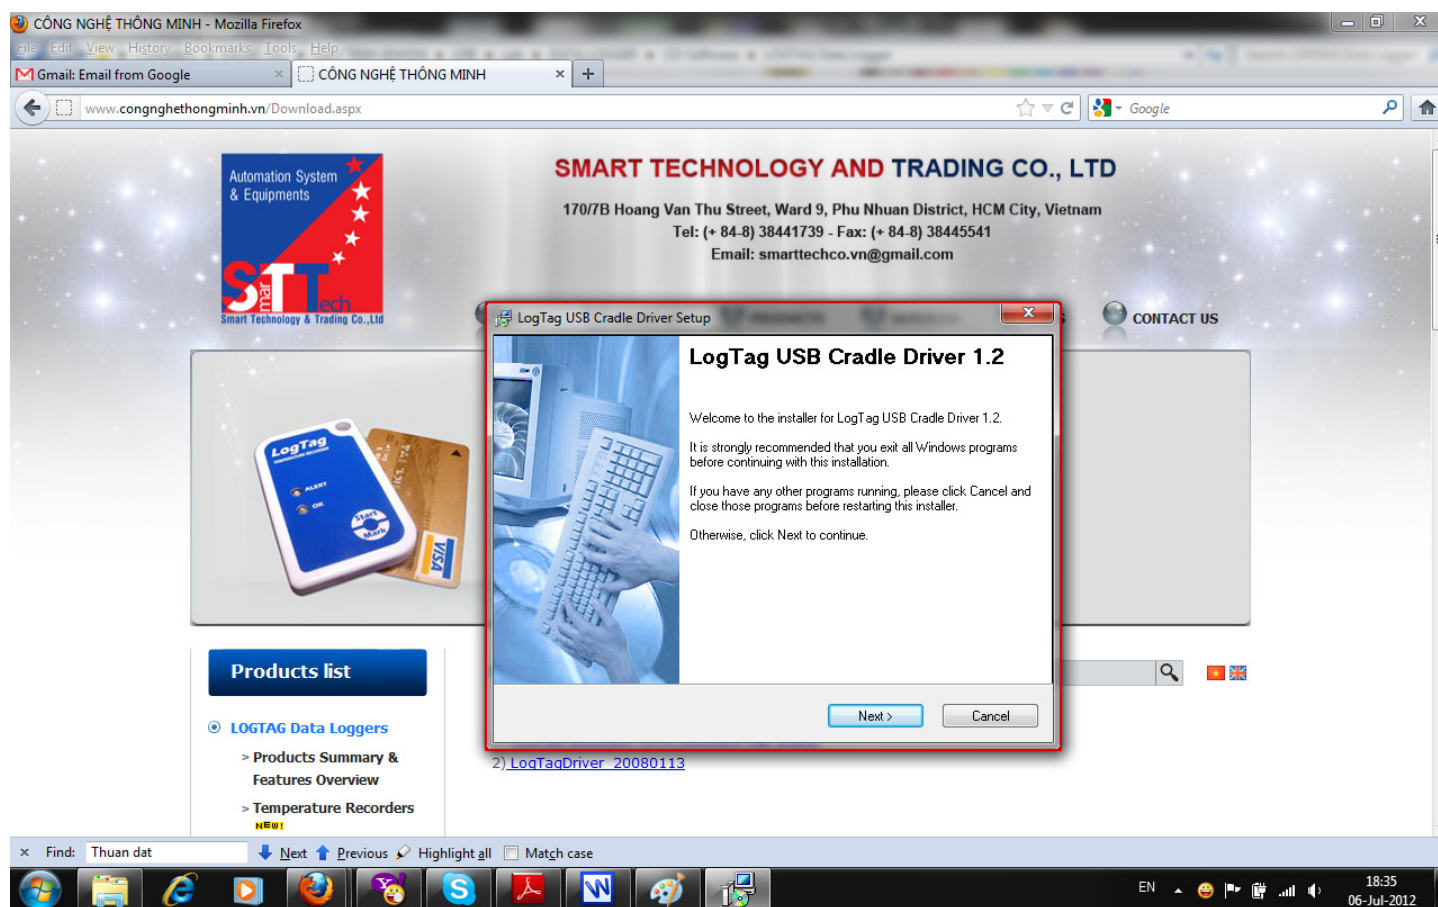 CÔNG NGHỆ THÔNG MINH - Mozilla Firefox
File Edit View History Bookmarks Tools Help
Gmail: Email from Google
CÔNG NGHỆ THÔNG MINH
www.congnghethongminh.vn/Download.aspx
Google
Automation System
& Equipments
STT
Smar
Tech
Smart Technology & Trading Co.,Ltd
SMART TECHNOLOGY AND TRADING CO., LTD
170/7B Hoang Van Thu Street, Ward 9, Phu Nhuan District, HCM City, Vietnam
Tel: (+ 84-8) 38441739 - Fax: (+ 84-8) 38445541
Email: smarttechco.vn@gmail.com
CONTACT US
LogTag USB Cradle Driver Setup
LogTag USB Cradle Driver 1.2
Welcome to the installer for LogTag USB Cradle Driver 1.2.
It is strongly recommended that you exit all Windows programs
before continuing with this installation.
If you have any other programs running, please click Cancel and
close those programs before restarting this installer.
Otherwise, click Next to continue.
Next >
Cancel
LogTag
TEMPERATURE RECORDER
ALERT
OK
Start
Mark
VISA
Products list
LOGTAG Data Loggers
> Products Summary &
Features Overview
> Temperature Recorders
NEW!
2) LogTagDriver_20080113
× Find: Thuan dat
Next Previous Highlight all Match case
EN
18:35
06-Jul-2012